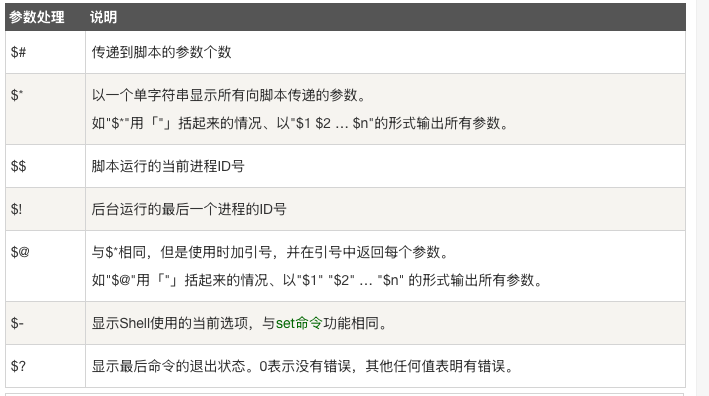 参数处理 说明
$# 传递到脚本的参数个数
$* 以一个单字符串显示所有向脚本传递的参数。
如"$*"用「"」括起来的情况、以"$1 $2 … $n"的形式输出所有参数。
$$ 脚本运行的当前进程ID号
$! 后台运行的最后一个进程的ID号
$@ 与$*相同，但是使用时加引号，并在引号中返回每个参数。
如"$@"用「"」括起来的情况、以"$1" "$2" … "$n" 的形式输出所有参数。
$- 显示Shell使用的当前选项，与set命令功能相同。
$? 显示最后命令的退出状态。0表示没有错误，其他任何值表明有错误。